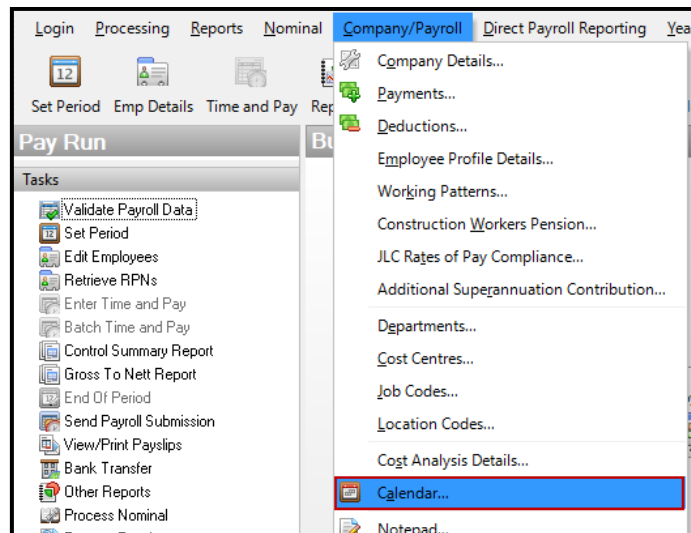 Login Processing Reports Nominal Company/Payroll Direct Payroll Reporting Yea
12
Set Period Emp Details Time and Pay Rep
Pay Run Bu
Tasks
Validate Payroll Data
Set Period
Edit Employees
Retrieve RPNs
Enter Time and Pay
Batch Time and Pay
Control Summary Report
Gross To Nett Report
End Of Period
Send Payroll Submission
View/Print Payslips
Bank Transfer
Other Reports
Process Nominal
Company Details...
Payments...
Deductions...
Employee Profile Details...
Working Patterns...
Construction Workers Pension...
JLC Rates of Pay Compliance...
Additional Superannuation Contribution...
Departments...
Cost Centres...
Job Codes...
Location Codes...
Cost Analysis Details...
Calendar...
Notepad...